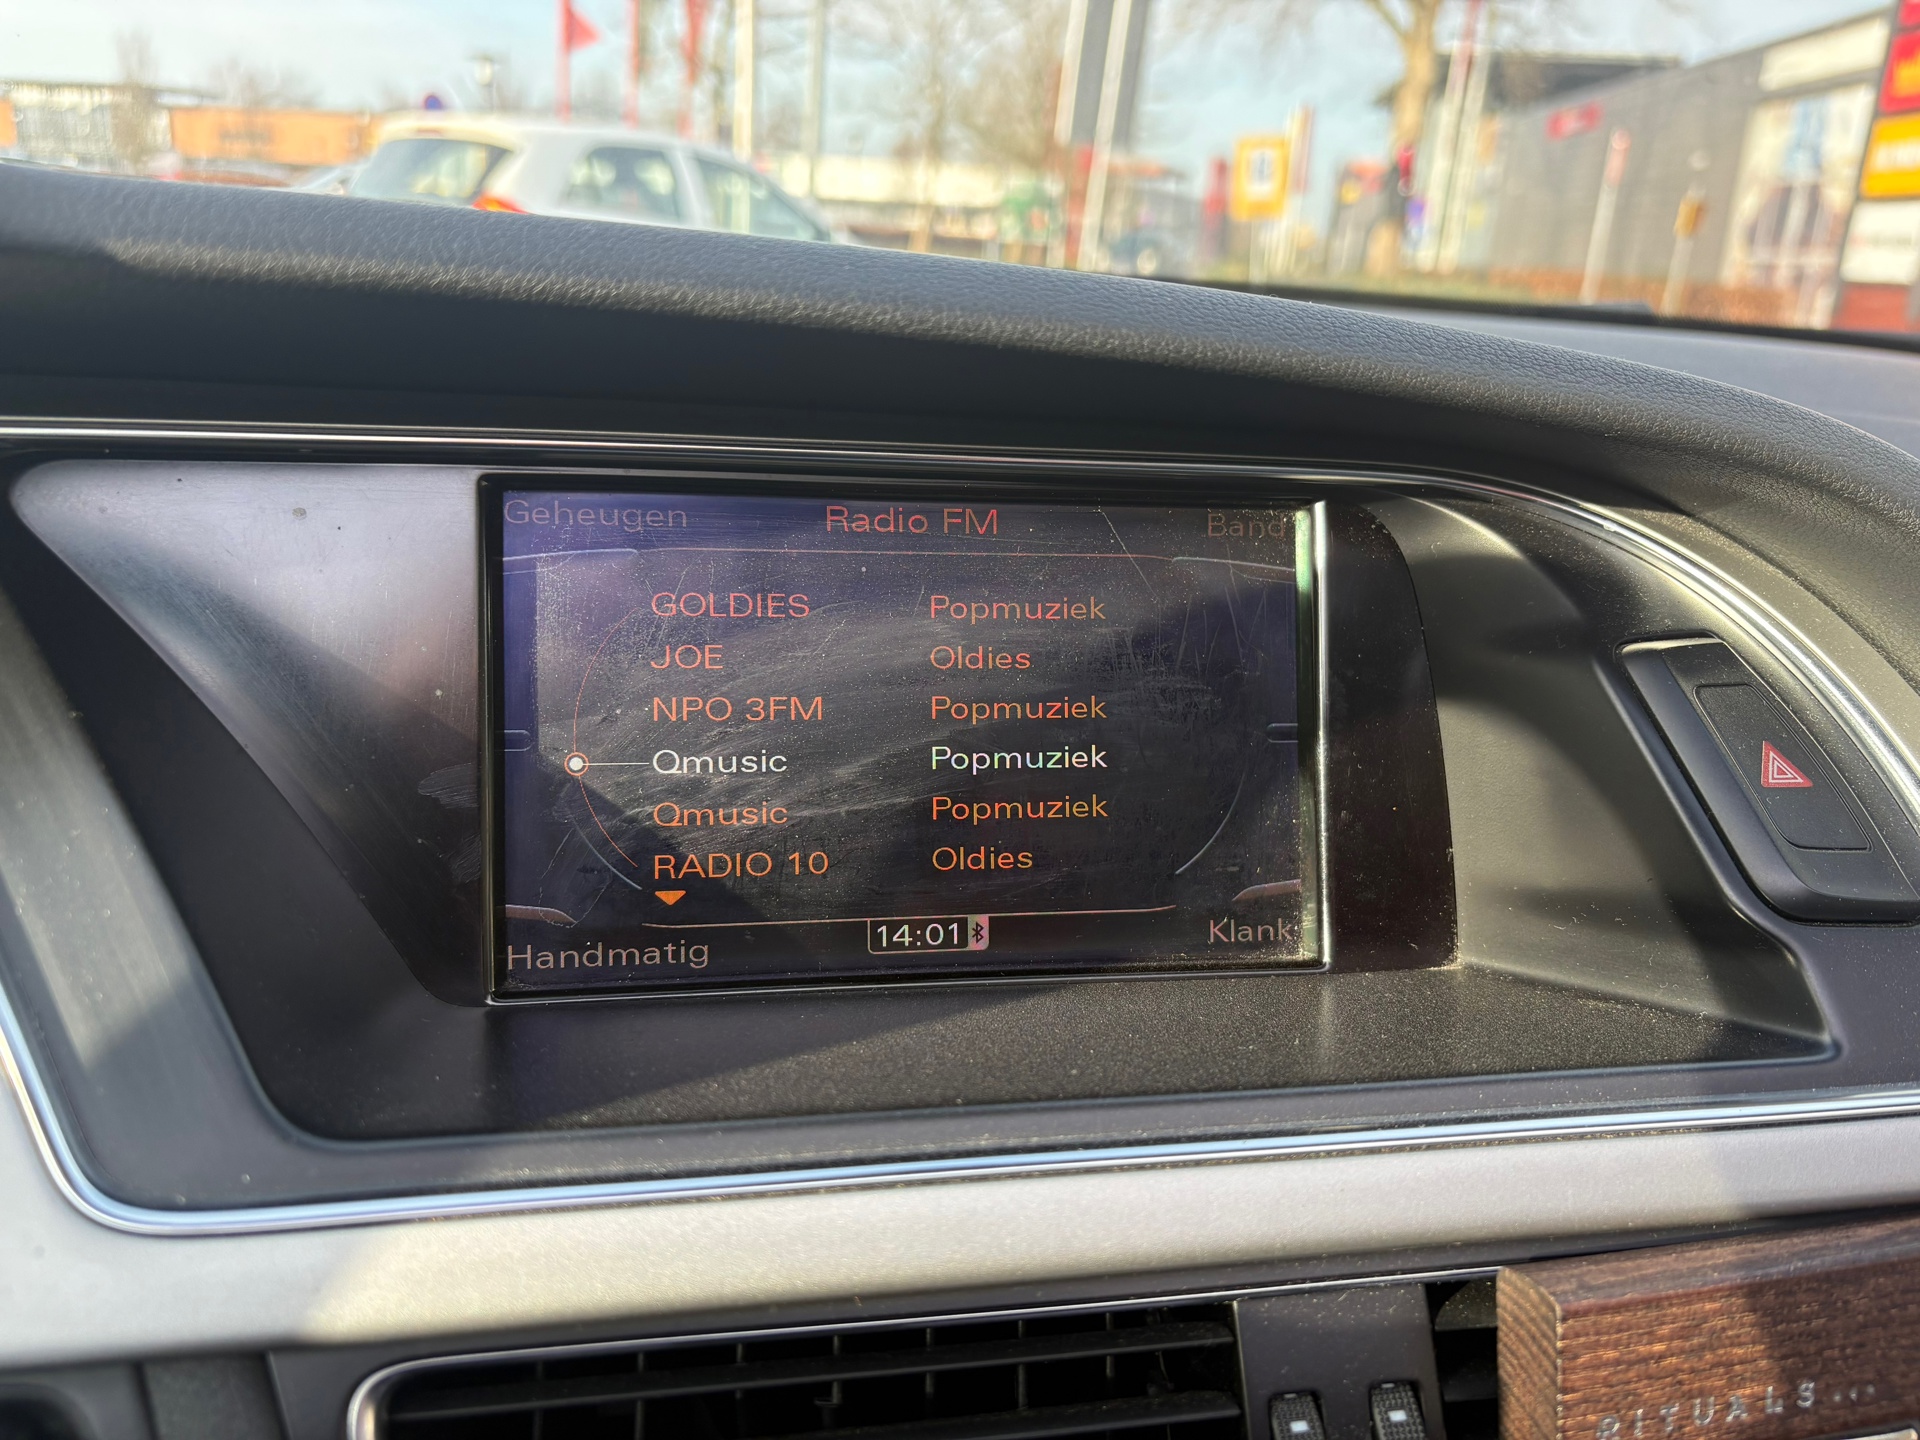 Geheugen Radio FM Band
GOLDIES Popmuziek
JOE Oldies
NPO 3FM Popmuziek
Qmusic Popmuziek
Qmusic Popmuziek
RADIO 10 Oldies
Handmatig 14:01 Klank
RITUALS...